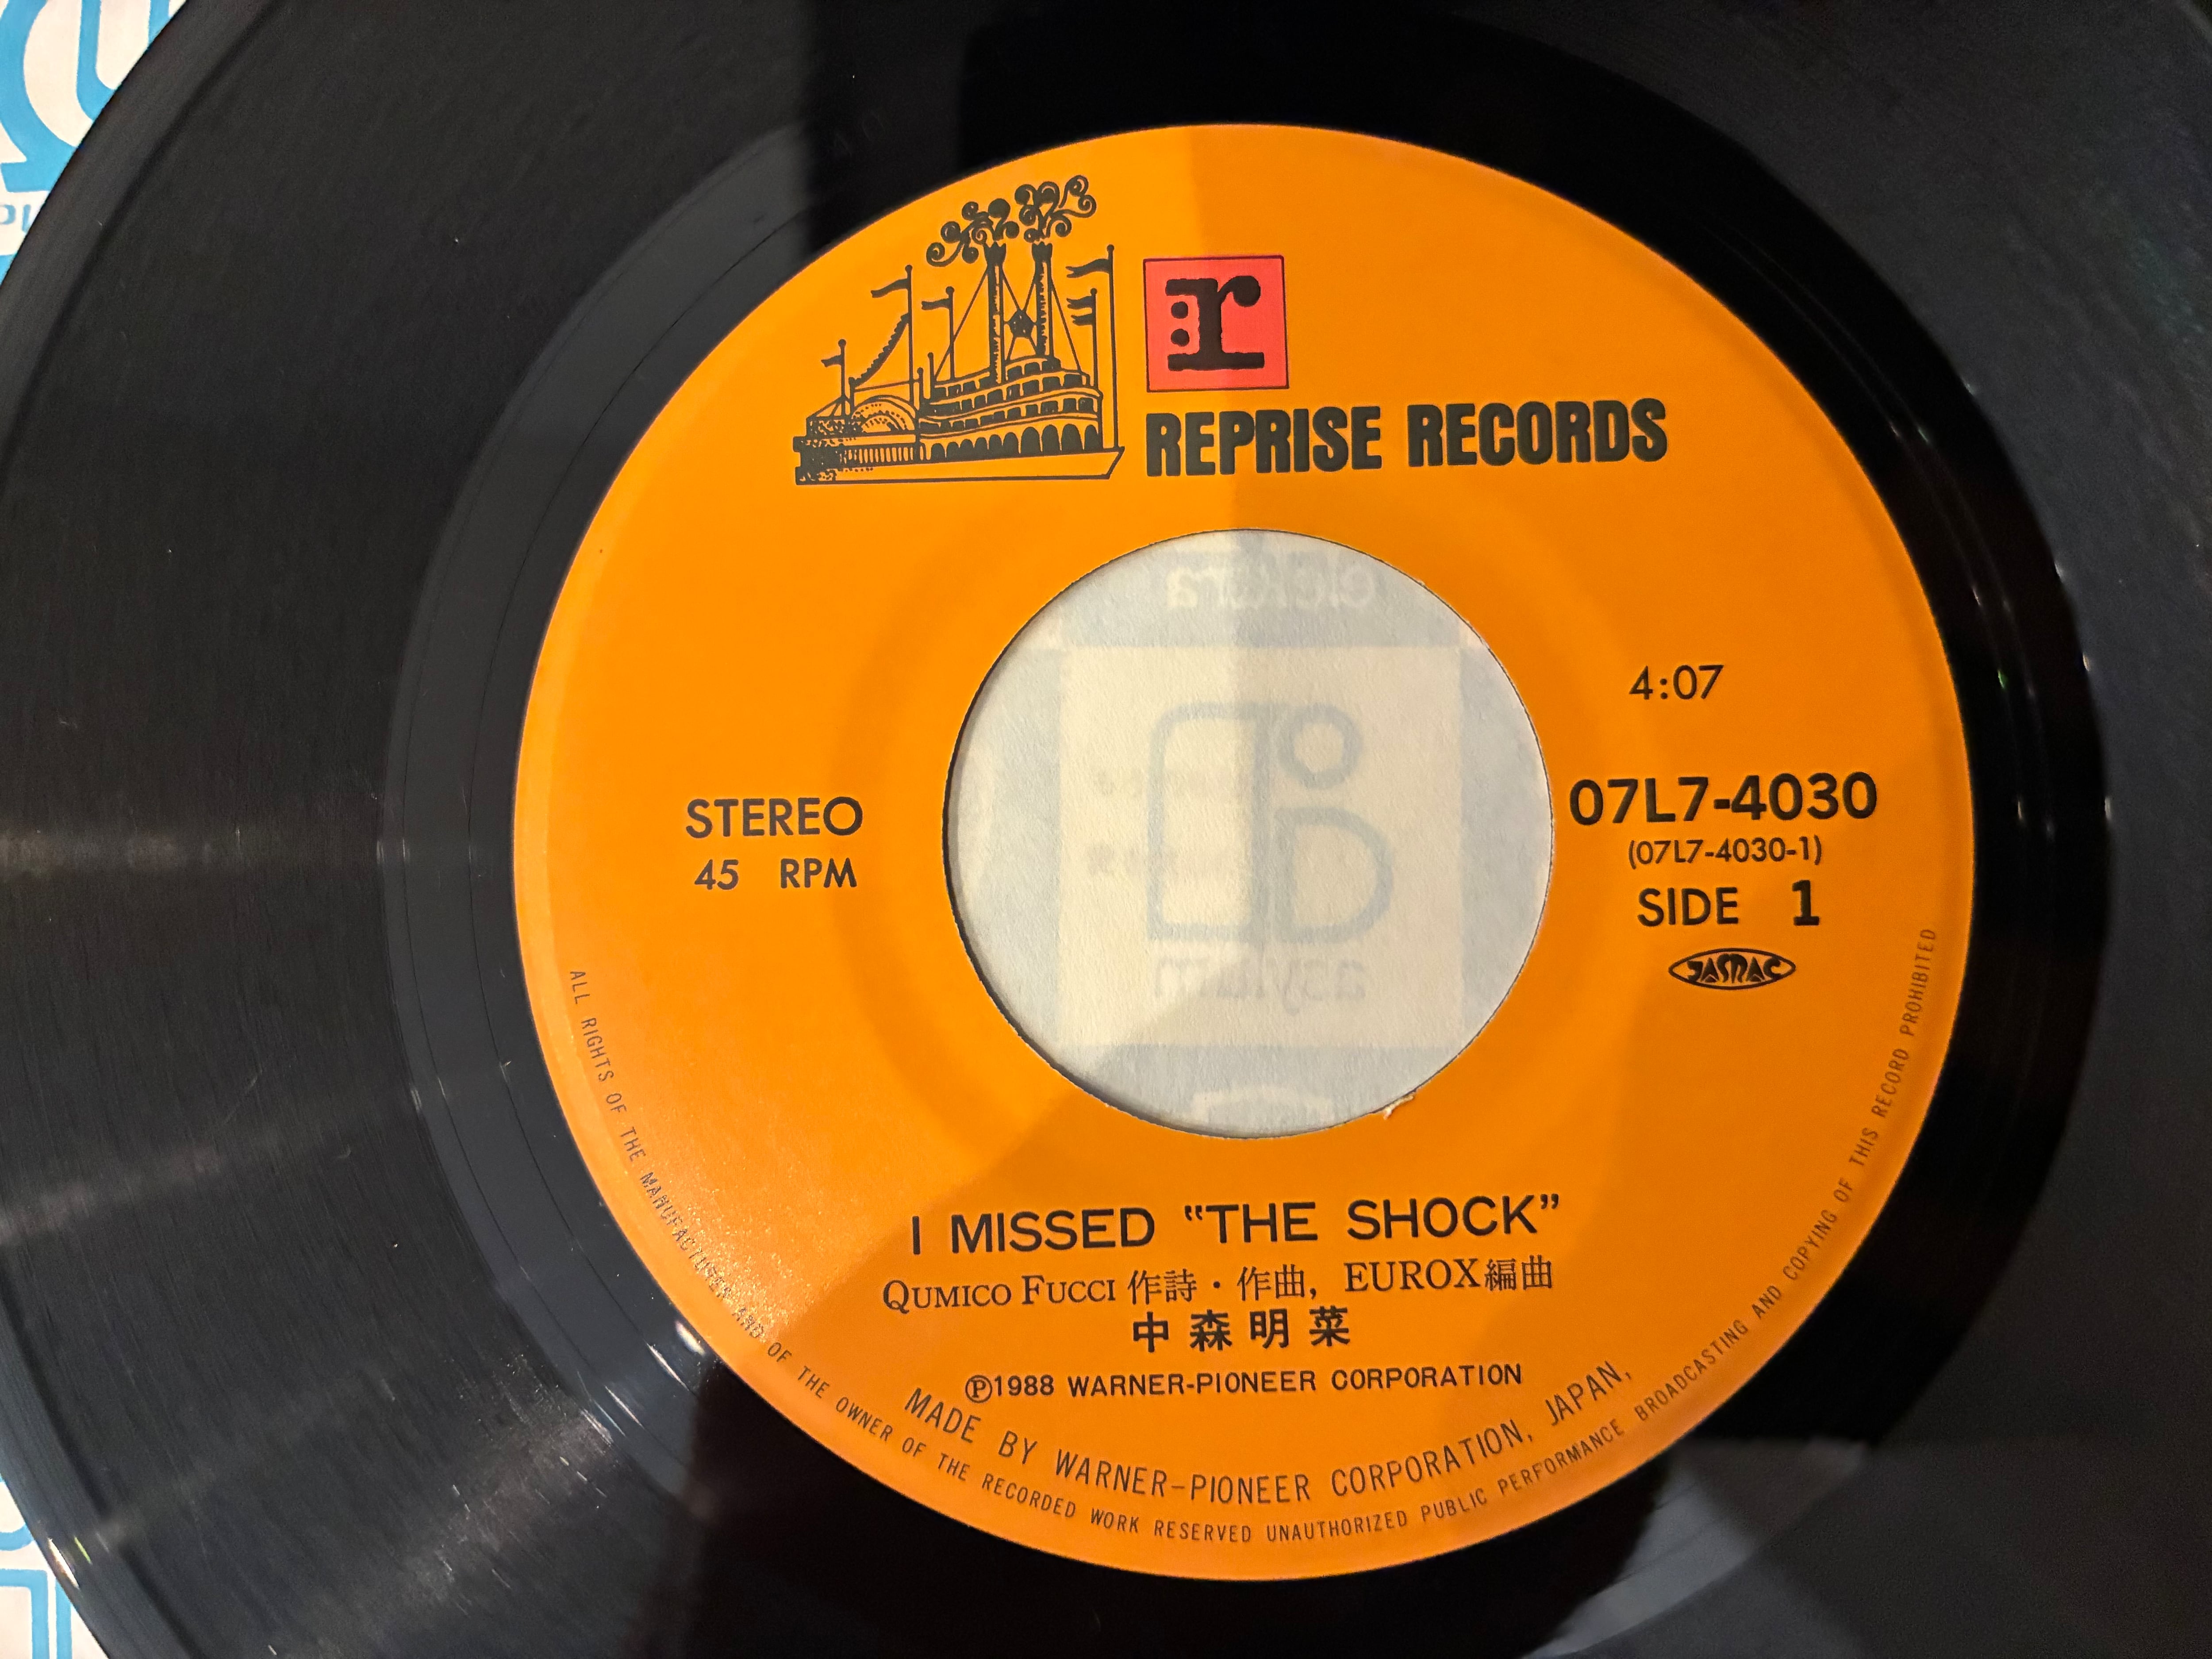 r
REPRISE RECORDS
4:07
STEREO
45 RPM
07L7-4030
(07L7-4030-1)
SIDE 1
JASRAC
elektra
asylum
I MISSED “THE SHOCK”
QUMICO FUCCI 作詩・作曲, EUROX編曲
中森明菜
Ⓟ1988 WARNER-PIONEER CORPORATION
MADE BY WARNER-PIONEER CORPORATION, JAPAN,
ALL RIGHTS OF THE MANUFACTURER AND OF THE OWNER OF THE RECORDED WORK RESERVED UNAUTHORIZED PUBLIC PERFORMANCE BROADCASTING AND COPYING OF THIS RECORD PROHIBITED